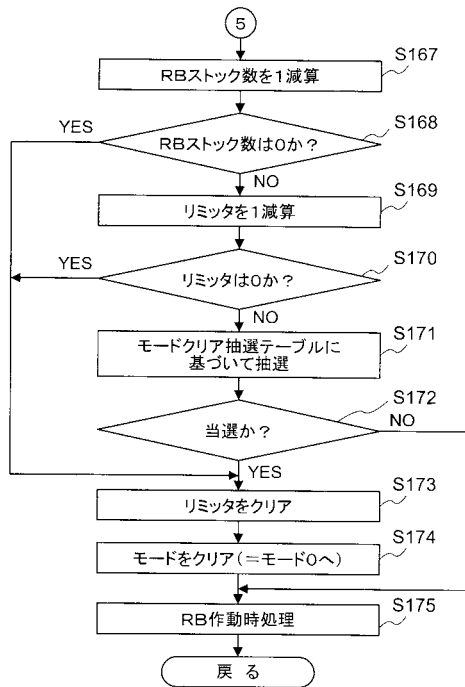 5
RBストック数を1減算
S167
YES
RBストック数は0か?
S168
NO
リミッタを1減算
S169
YES
リミッタは0か?
S170
NO
モードクリア抽選テーブルに
基づいて抽選
S171
当選か?
S172
NO
YES
リミッタをクリア
S173
モードをクリア(=モード0へ)
S174
RB作動時処理
S175
戻る